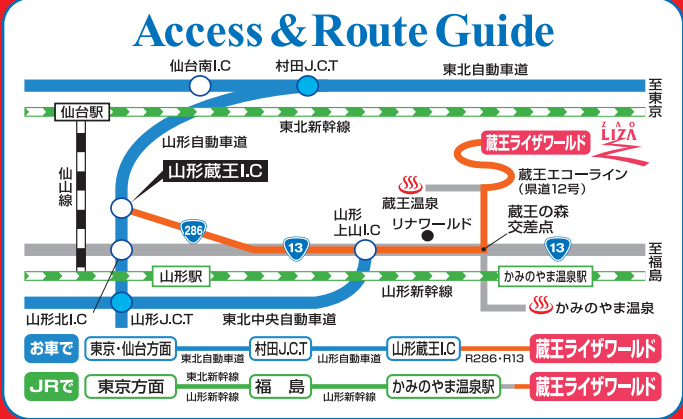 Access & Route Guide
仙台南I.C
村田J.C.T
東北自動車道
至東京
仙台駅
東北新幹線
山形自動車道
ZAO
LIZA
蔵王ライザワールド
仙山線
山形蔵王I.C
蔵王エコーライン
(県道12号)
蔵王温泉
286
山形
上山I.C
リナワールド
蔵王の森
交差点
13
13
至福島
山形駅
山形新幹線
かみのやま温泉駅
かみのやま温泉
山形北I.C
山形J.C.T
東北中央自動車道
お車で 東京・仙台方面 東北自動車道 村田J.C.T 山形自動車道 山形蔵王I.C R286・R13 蔵王ライザワールド
JRで 東京方面 東北新幹線 山形新幹線 福島 山形新幹線 かみのやま温泉駅 蔵王ライザワールド